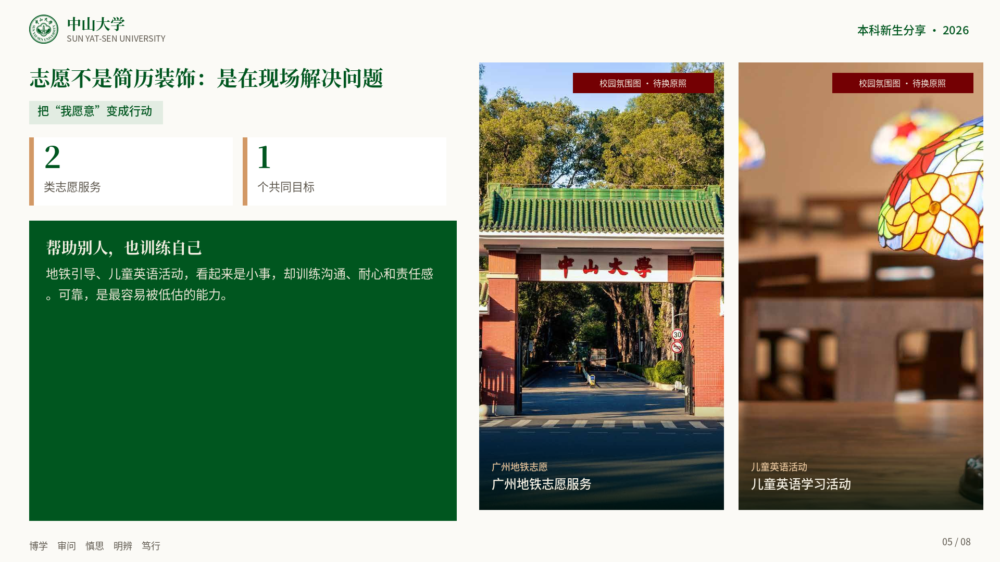 中山大学
SUN YAT-SEN UNIVERSITY
本科新生分享 · 2026
志愿不是简历装饰：是在现场解决问题
把“我愿意”变成行动
2
类志愿服务
1
个共同目标
帮助别人，也训练自己
地铁引导、儿童英语活动，看起来是小事，却训练沟通、耐心和责任感
。可靠，是最容易被低估的能力。
校园氛围图 · 待换原照
中山大學
30
广州地铁志愿
广州地铁志愿服务
校园氛围图 · 待换原照
儿童英语活动
儿童英语学习活动
博学 审问 慎思 明辨 笃行
05 / 08